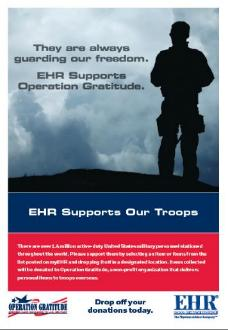 They are always
guarding our freedom.
EHR Supports
Operation Gratitude.
EHR Supports Our Troops
There are over 1.4 million active-duty United States military personnel stationed
throughout the world. Please support them by selecting an item or items from the
list posted on myEHR and dropping it off in a designated location. Items collected
will be donated to Operation Gratitude, a non-profit organization that delivers
personal items to troops overseas.
OPERATION GRATITUDE
Drop off your
donations today.
EHR